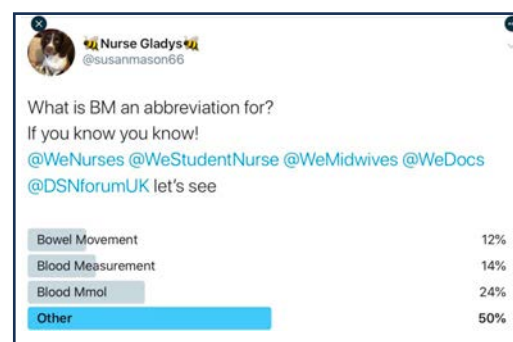 🐝Nurse Gladys🐝
@susanmason66
What is BM an abbreviation for?
If you know you know!
@WeNurses @WeStudentNurse @WeMidwives @WeDocs
@DSNforumUK let's see
Bowel Movement 12%
Blood Measurement 14%
Blood Mmol 24%
Other 50%